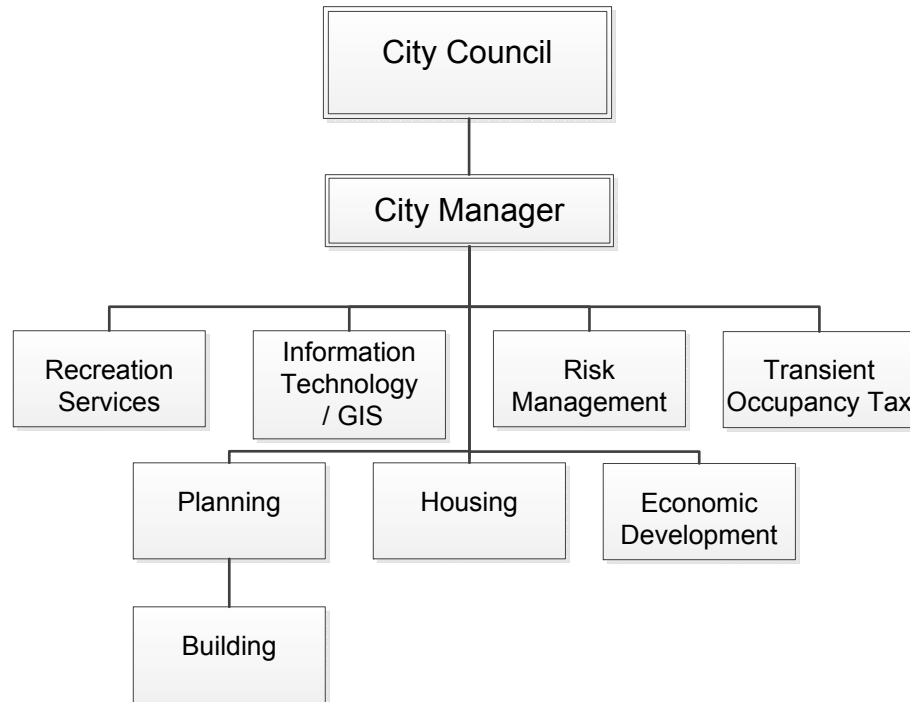 City Council
City Manager
Recreation
Services
Information
Technology
/ GIS
Risk
Management
Transient
Occupancy Tax
Planning
Housing
Economic
Development
Building